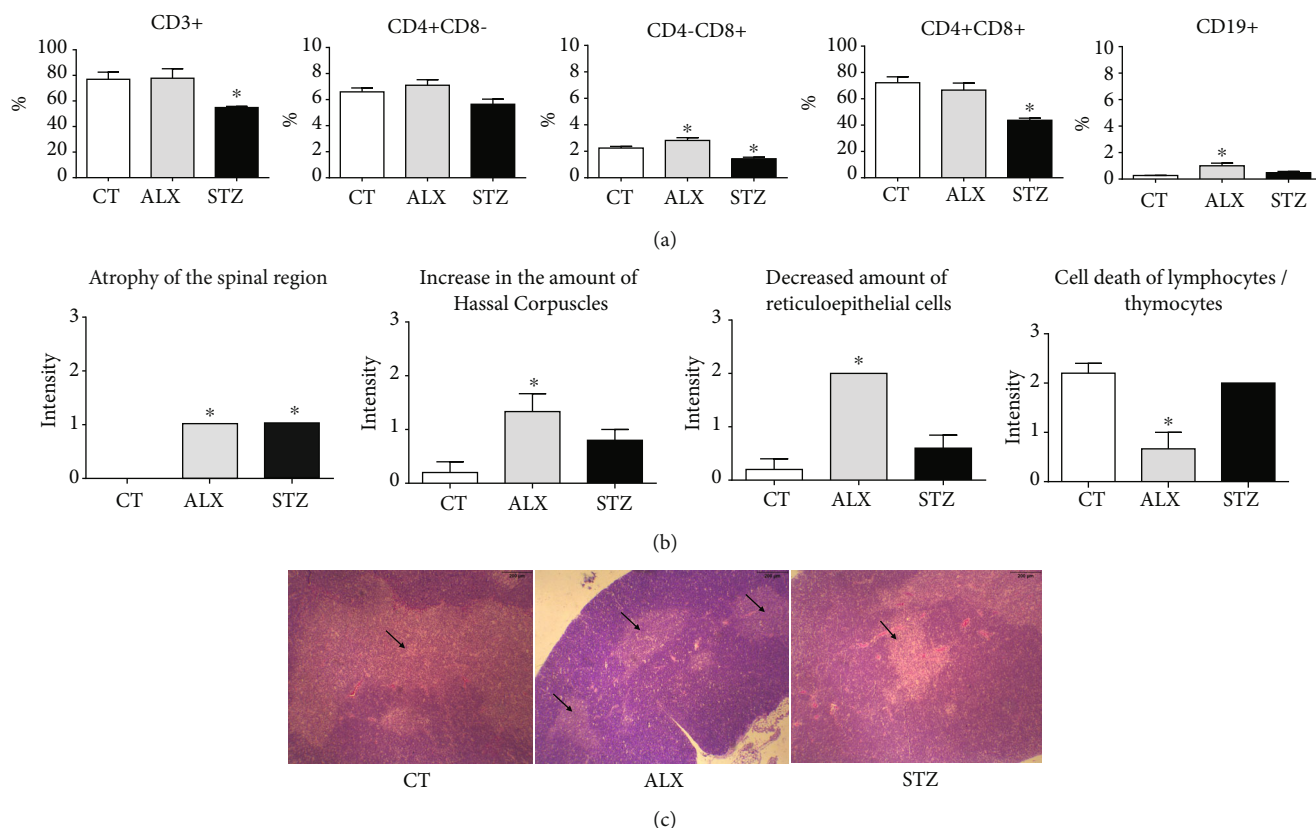 CD3+
CD4+CD8-
CD4-CD8+
CD4+CD8+
CD19+
100
80
60
40
20
0
%
*
CT ALX STZ
6
4
2
0
%
CT ALX STZ
10
8
6
4
2
0
%
*
*
CT ALX STZ
100
80
60
40
20
0
%
*
CT ALX STZ
10
8
6
4
2
0
%
*
CT ALX STZ
(a)
Atrophy of the spinal region
3
2
1
0
Intensity
* *
CT ALX STZ
Increase in the amount of
Hassal Corpuscles
3
2
1
0
Intensity
*
CT ALX STZ
Decreased amount of
reticuloepithelial cells
3
2
1
0
Intensity
*
CT ALX STZ
Cell death of lymphocytes /
thymocytes
3
2
1
0
Intensity
*
CT ALX STZ
(b)
CT ALX STZ
(c)